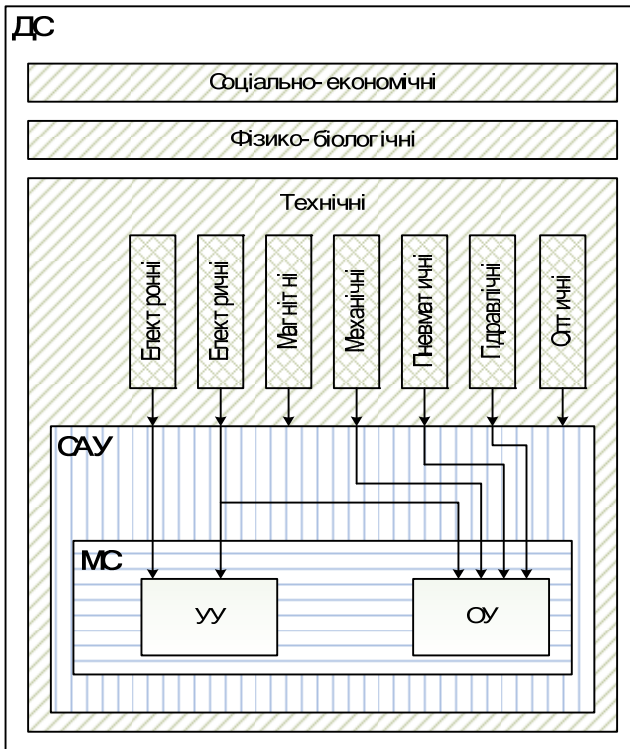 ДС
Соціально-економічні
Фізико-біологічні
Технічні
Електронні
Електричні
Магнітні
Механічні
Пневматичні
Гідравлічні
Оптичні
САУ
МС
УУ
ОУ